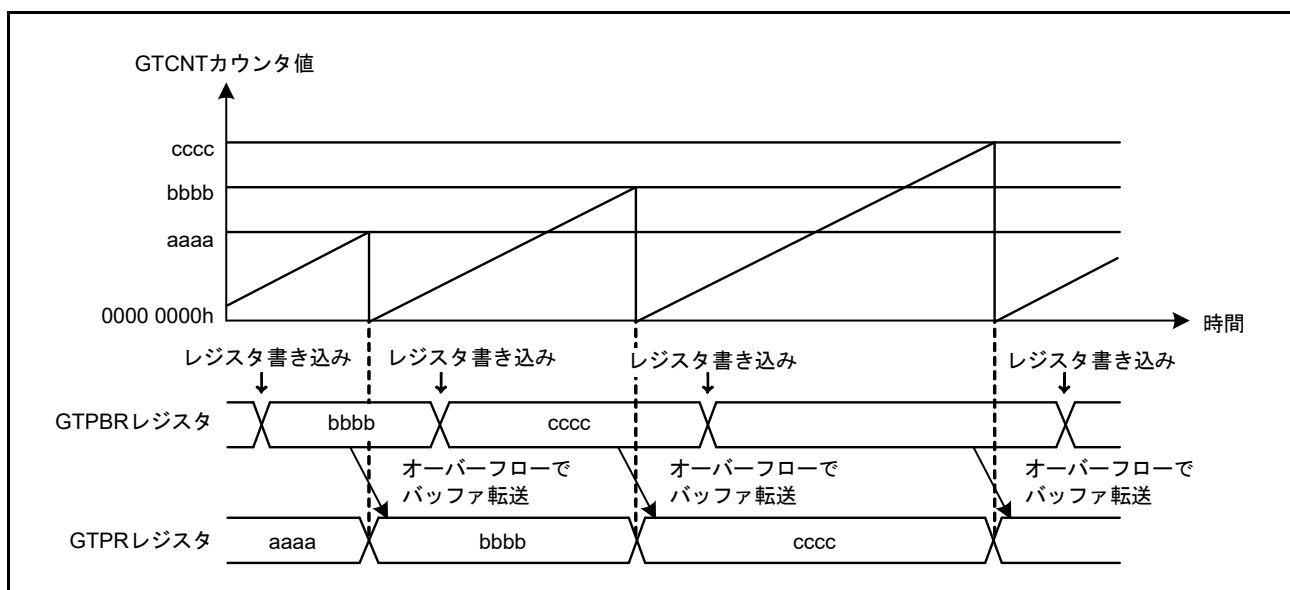 GTCNTカウンタ値
cccc
bbbb
aaaa
0000 0000h
時間
レジスタ書き込み
レジスタ書き込み
レジスタ書き込み
レジスタ書き込み
GTPBRレジスタ
bbbb
cccc
オーバーフローで
バッファ転送
オーバーフローで
バッファ転送
オーバーフローで
バッファ転送
GTPRレジスタ
aaaa
bbbb
cccc